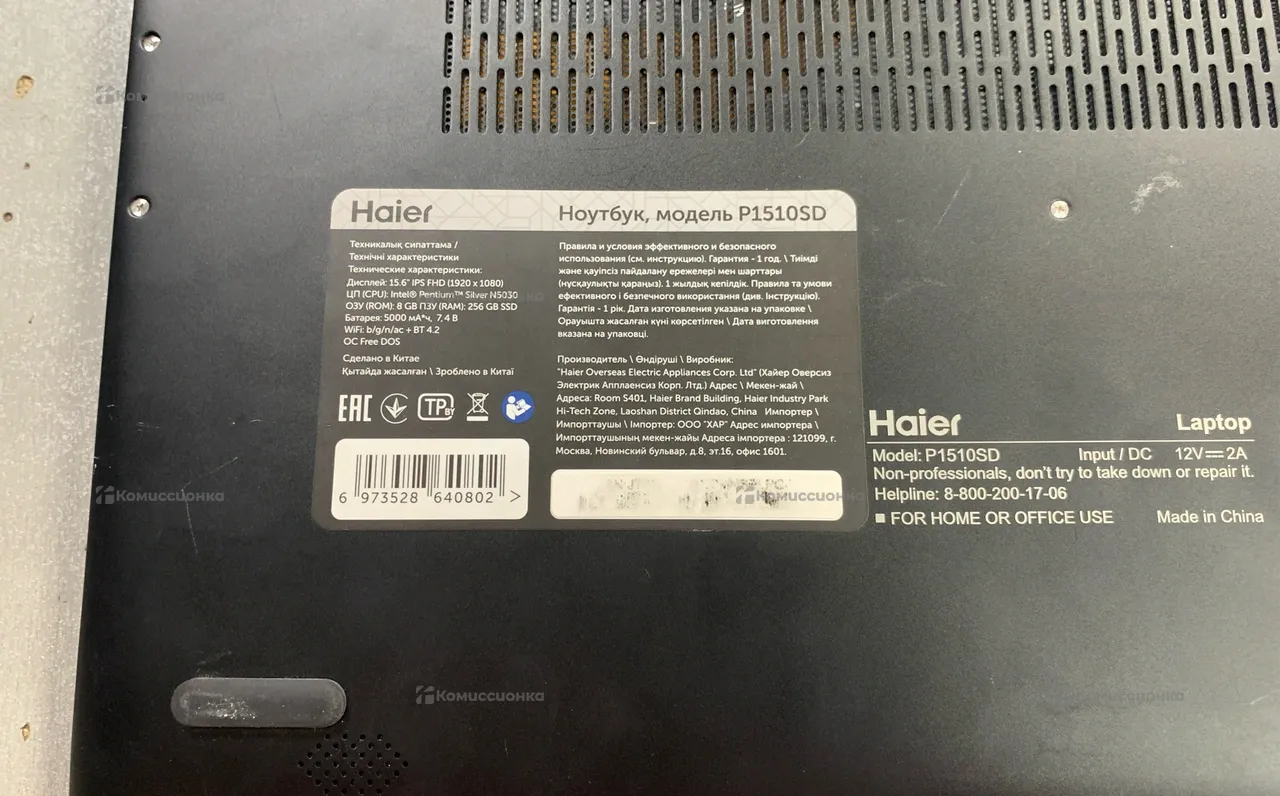 Haier
Ноутбук, модель P1510SD
Техникалық сипаттама /
Технічні характеристики
Технические характеристики:
Дисплей: 15.6" IPS FHD (1920 x 1080)
ЦП (CPU): Intel® Pentium™ Silver N5030
ОЗУ (ROM): 8 GB ПЗУ (RAM): 256 GB SSD
Батарея: 5000 мА*ч, 7,4 В
WiFi: b/g/n/ac + BT 4.2
ОС Free DOS
Сделано в Китае
Қытайда жасалған \ Зроблено в Китаї
EAC
TP BY
6 973528 640802 >
Правила и условия эффективного и безопасного
использования (см. инструкцию). Гарантия - 1 год. \ Тиімді
және қауіпсіз пайдалану ережелері мен шарттары
(нұсқаулықты қараңыз). 1 жылдық кепілдік. Правила та умови
ефективного і безпечного використання (див. Інструкцію).
Гарантія - 1 рік. Дата изготовления указана на упаковке \
Орауышта жасалған күні көрсетілген \ Дата виготовлення
вказана на упаковці.
Производитель \ Өндіруші \ Виробник:
"Haier Overseas Electric Appliances Corp. Ltd" (Хайер Оверсиз
Электрик Апплаенсиз Корп. Лтд.) Адрес \ Мекен-жай \
Адреса: Room S401, Haier Brand Building, Haier Industry Park
Hi-Tech Zone, Laoshan District Qindao, China Импортер \
Импорттаушы \ Імпортер: ООО "ХАР" Адрес импортера \
Импорттаушының мекен-жайы Адреса імпортера : 121099, г.
Москва, Новинский бульвар, д.8, эт.16, офис 1601.
Haier Laptop
Model: P1510SD Input / DC 12V⎓2A
Non-professionals, don't try to take down or repair it.
Helpline: 8-800-200-17-06
■ FOR HOME OR OFFICE USE Made in China
Комиссионка
Комиссионка
Комиссионка
Комиссионка
Комиссионка